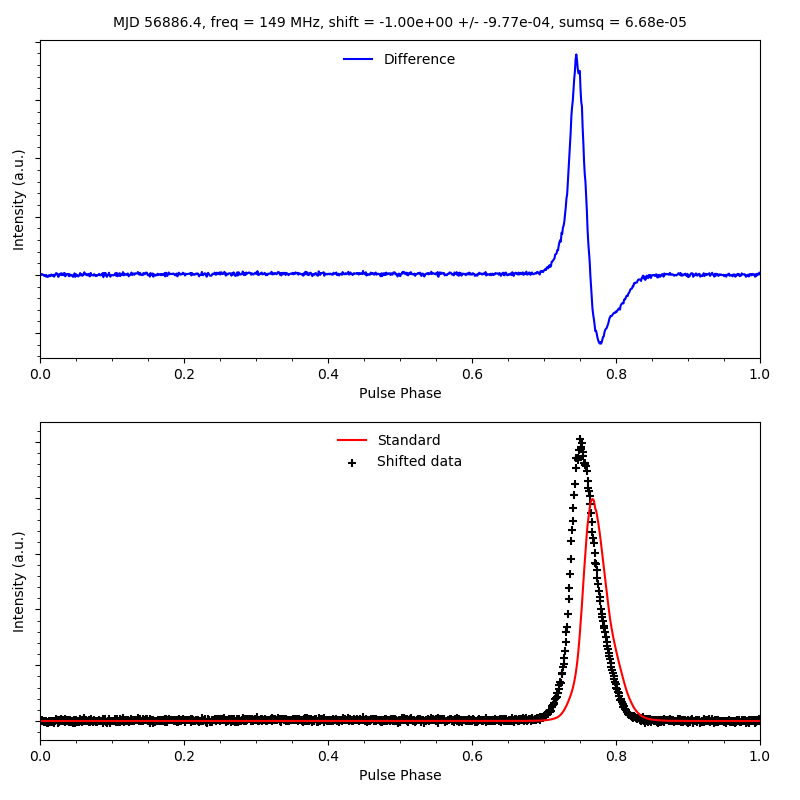 MJD 56886.4, freq = 149 MHz, shift = -1.00e+00 +/- -9.77e-04, sumsq = 6.68e-05
Difference
Intensity (a.u.)
0.0 0.2 0.4 0.6 0.8 1.0
Pulse Phase
Standard
Shifted data
Intensity (a.u.)
0.0 0.2 0.4 0.6 0.8 1.0
Pulse Phase